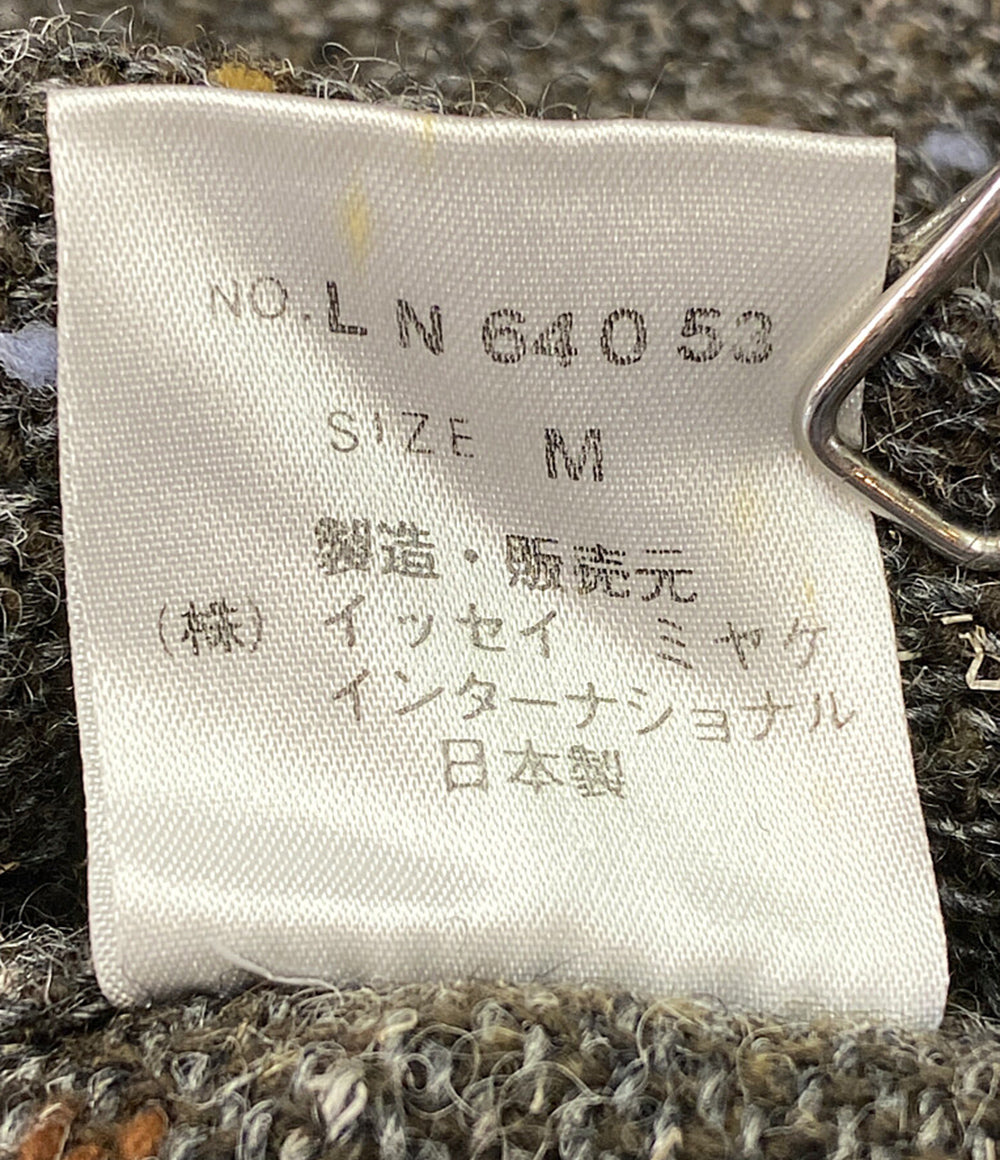 NO. LN64053
SIZE M
製造・販売元
(株) イッセイ ミヤケ
インターナショナル
日本製